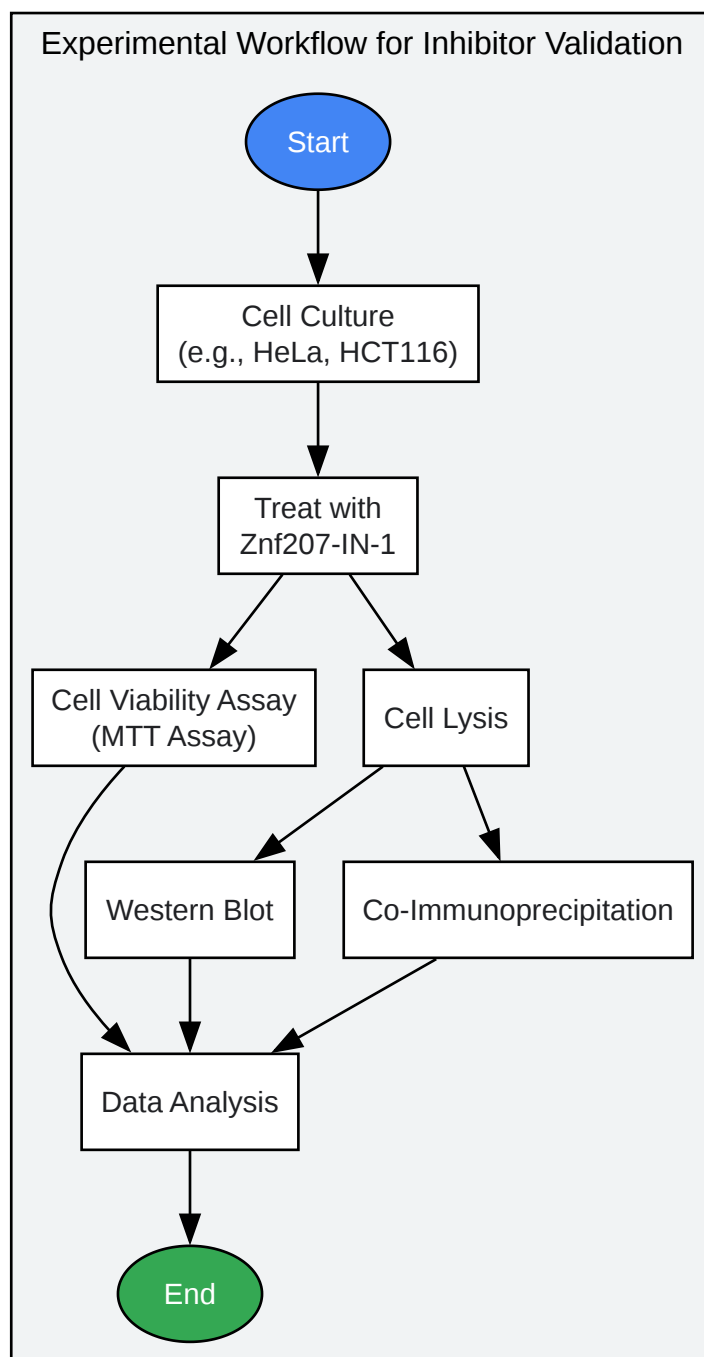 Experimental Workflow for Inhibitor Validation
Start
Cell Culture
(e.g., HeLa, HCT116)
Treat with
Znf207-IN-1
Cell Viability Assay
(MTT Assay)
Cell Lysis
Western Blot
Co-Immunoprecipitation
Data Analysis
End